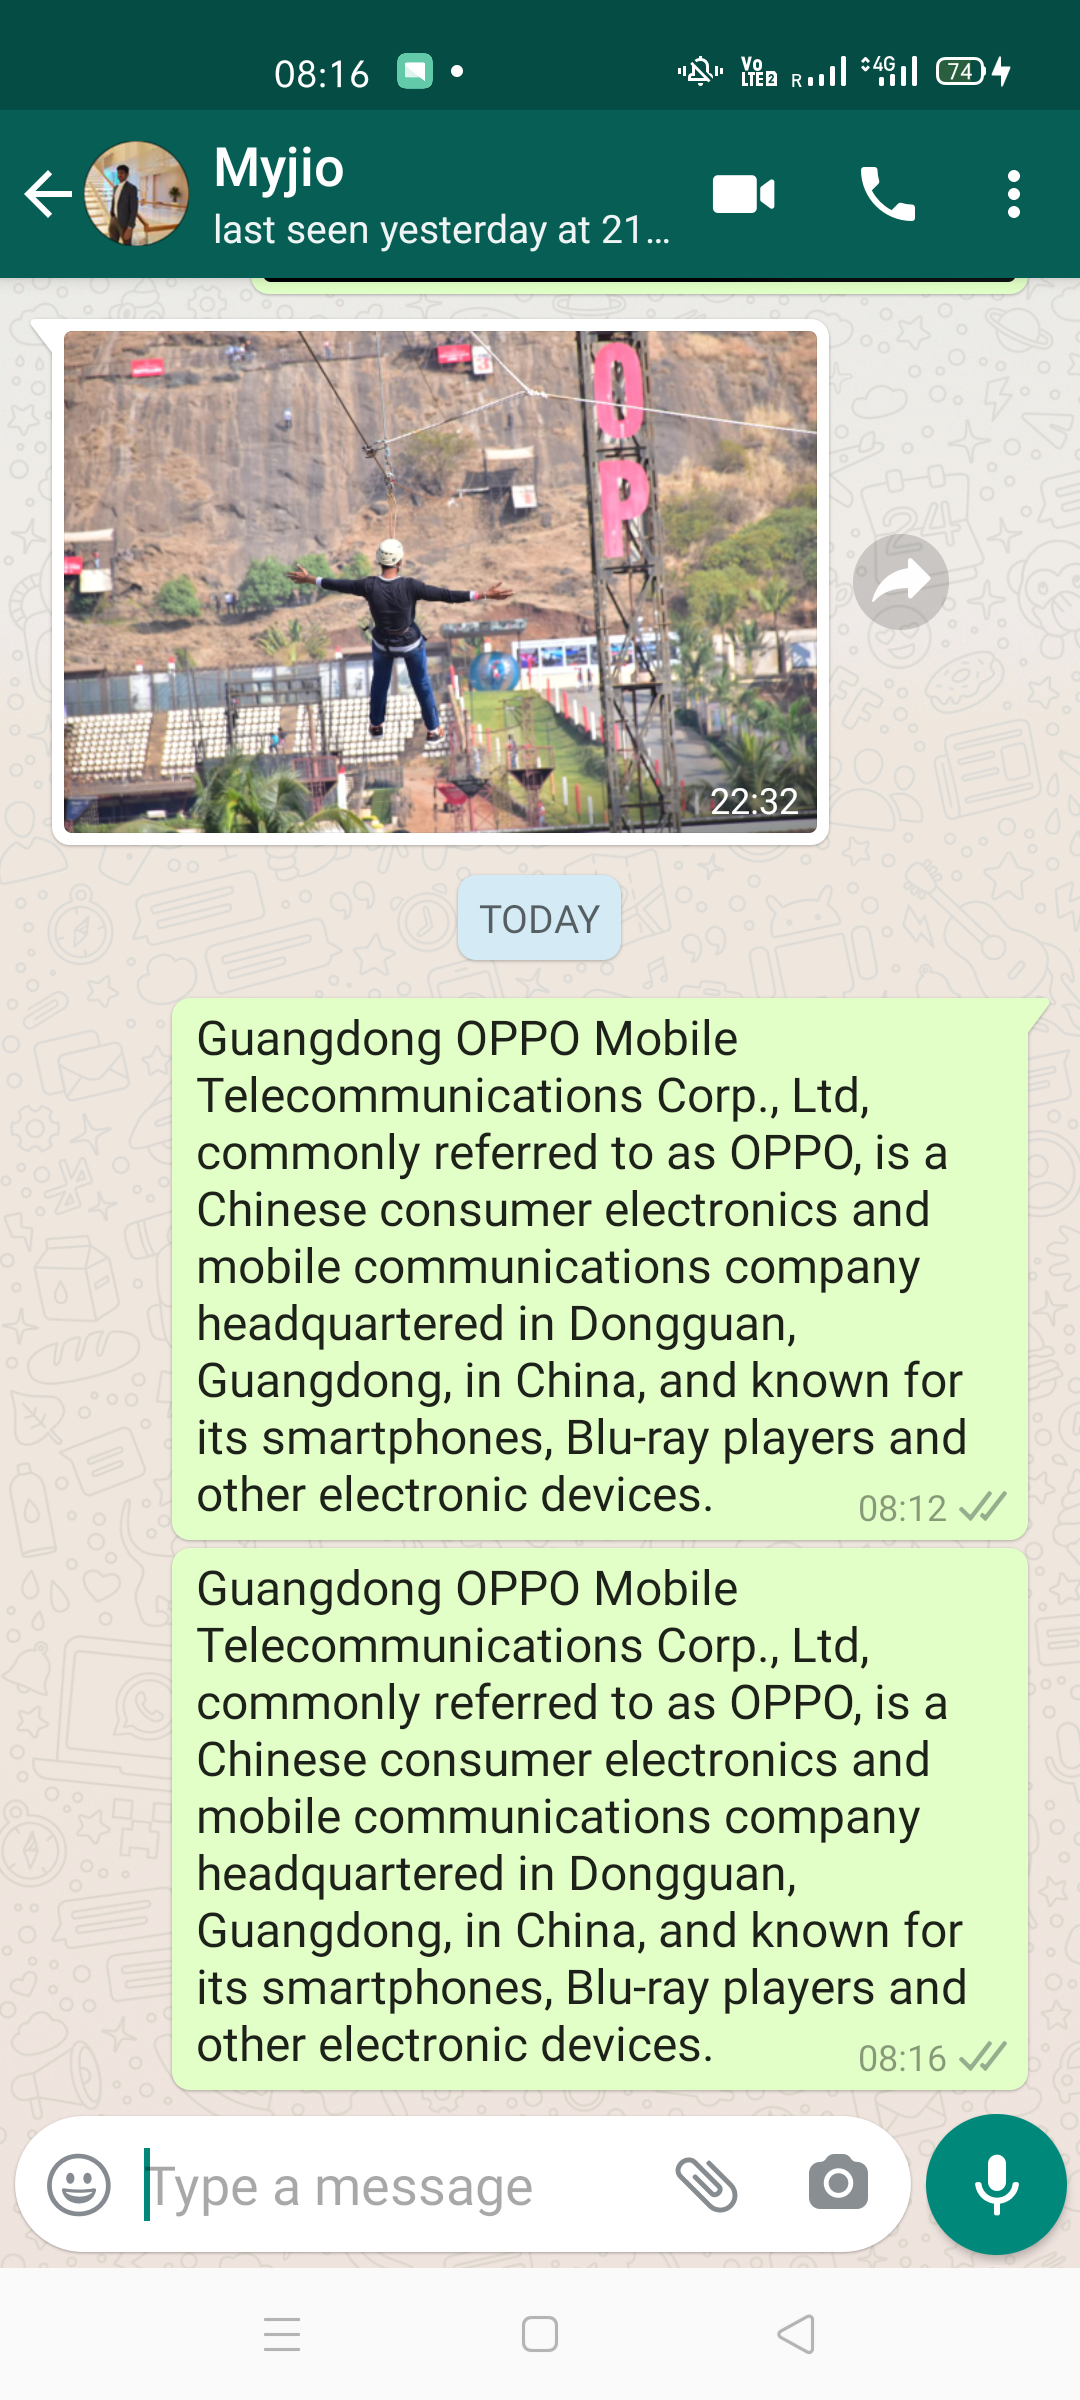 08:16
Vo
LTE2
R
4G
74
Myjio
last seen yesterday at 21...
O
P
22:32
TODAY
Guangdong OPPO Mobile
Telecommunications Corp., Ltd,
commonly referred to as OPPO, is a
Chinese consumer electronics and
mobile communications company
headquartered in Dongguan,
Guangdong, in China, and known for
its smartphones, Blu-ray players and
other electronic devices.
08:12
Guangdong OPPO Mobile
Telecommunications Corp., Ltd,
commonly referred to as OPPO, is a
Chinese consumer electronics and
mobile communications company
headquartered in Dongguan,
Guangdong, in China, and known for
its smartphones, Blu-ray players and
other electronic devices.
08:16
Type a message